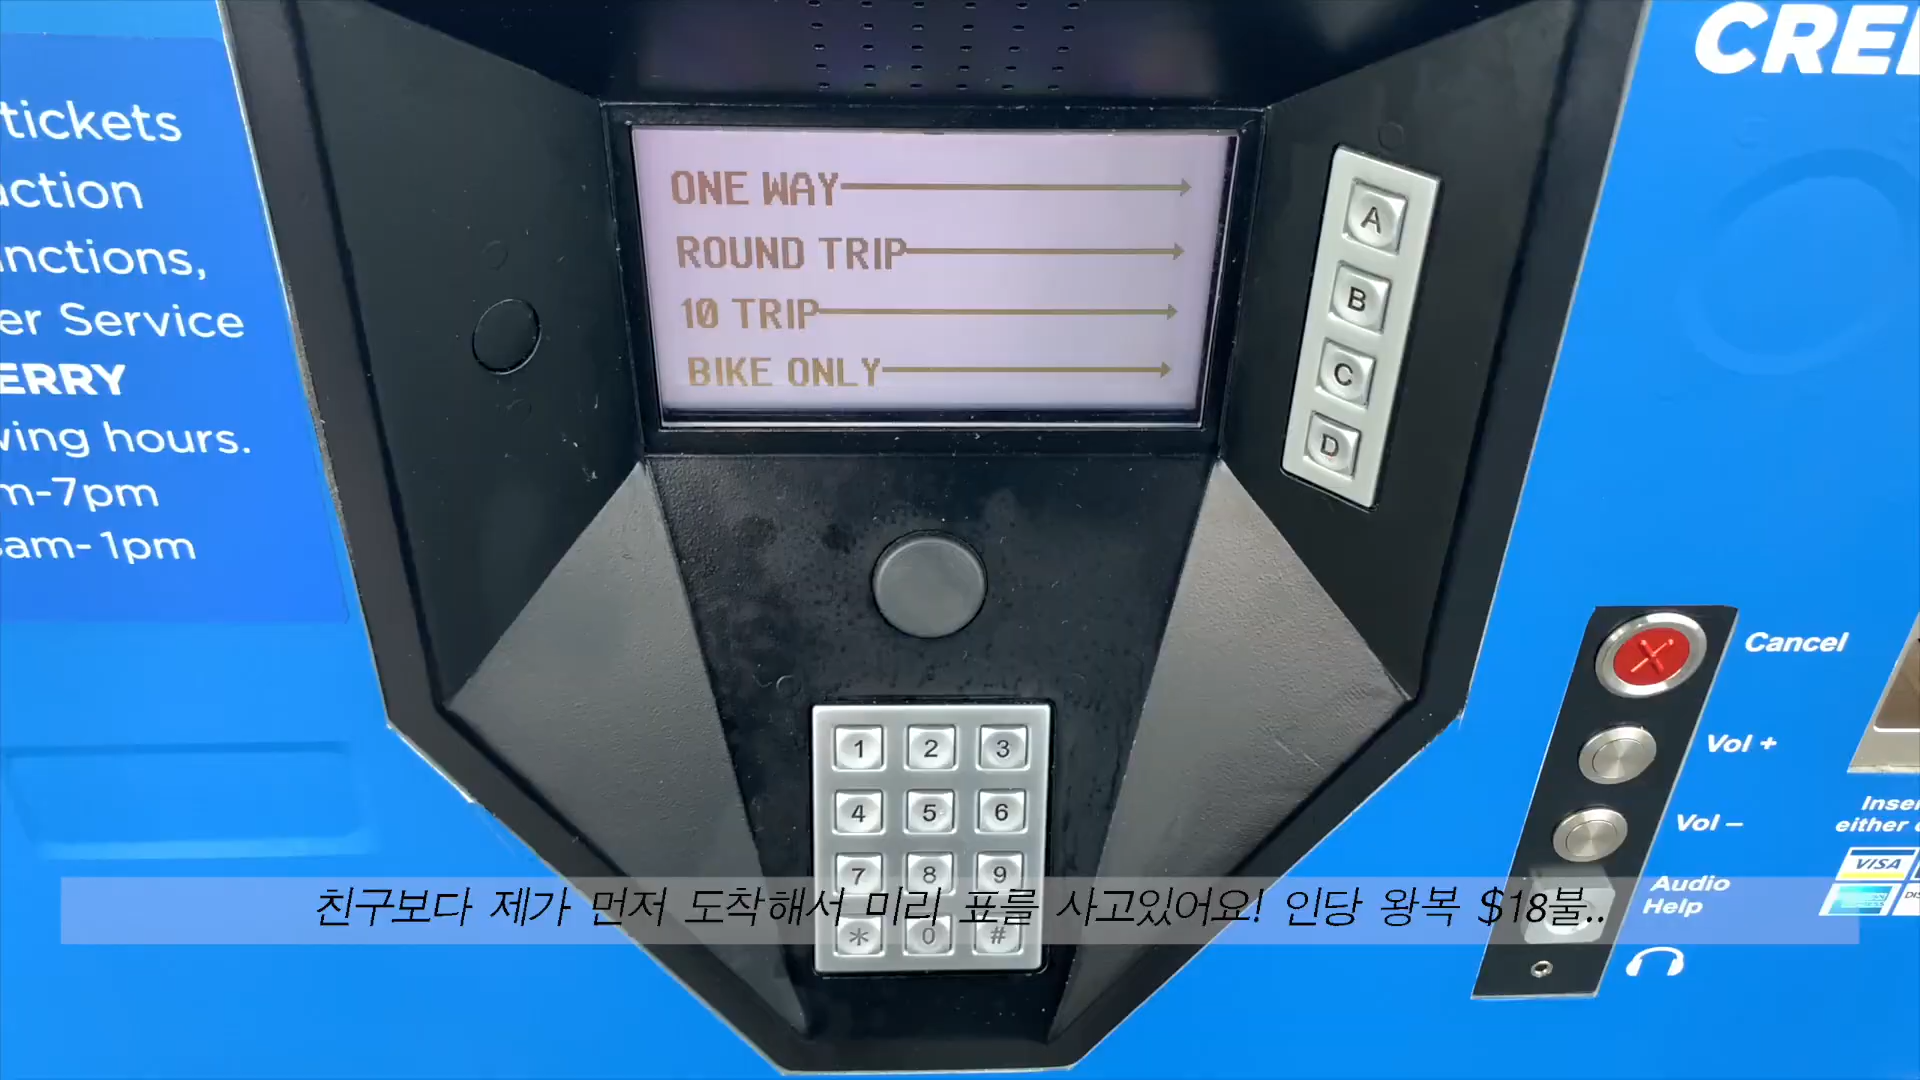 tickets
action
nctions,
er Service
ERRY
ing hours.
m-7pm
am-1pm
ONE WAY
ROUND TRIP
10 TRIP
BIKE ONLY
A
B
C
D
CRE
1 2 3
4 5 6
7 8 9
* 0 #
Cancel
Vol +
Vol –
Audio
Help
Inse
either
VISA
친구보다 제가 먼저 도착해서 미리 표를 사고있어요! 인당 왕복 $18불..